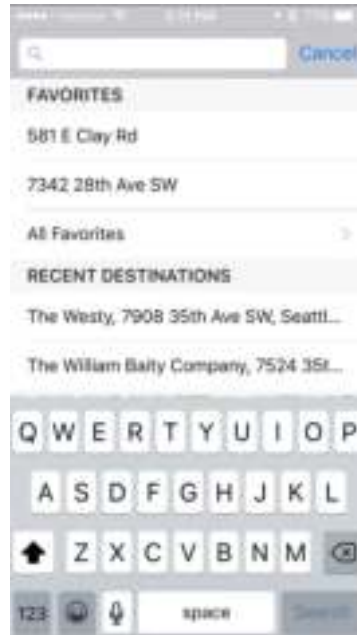 Cancel
FAVORITES
581 E Clay Rd
7342 28th Ave SW
All Favorites
RECENT DESTINATIONS
The Westy, 7908 35th Ave SW, Seattl...
The William Baity Company, 7524 35t...
Q W E R T Y U I O P
A S D F G H J K L
Z X C V B N M
123 space Search